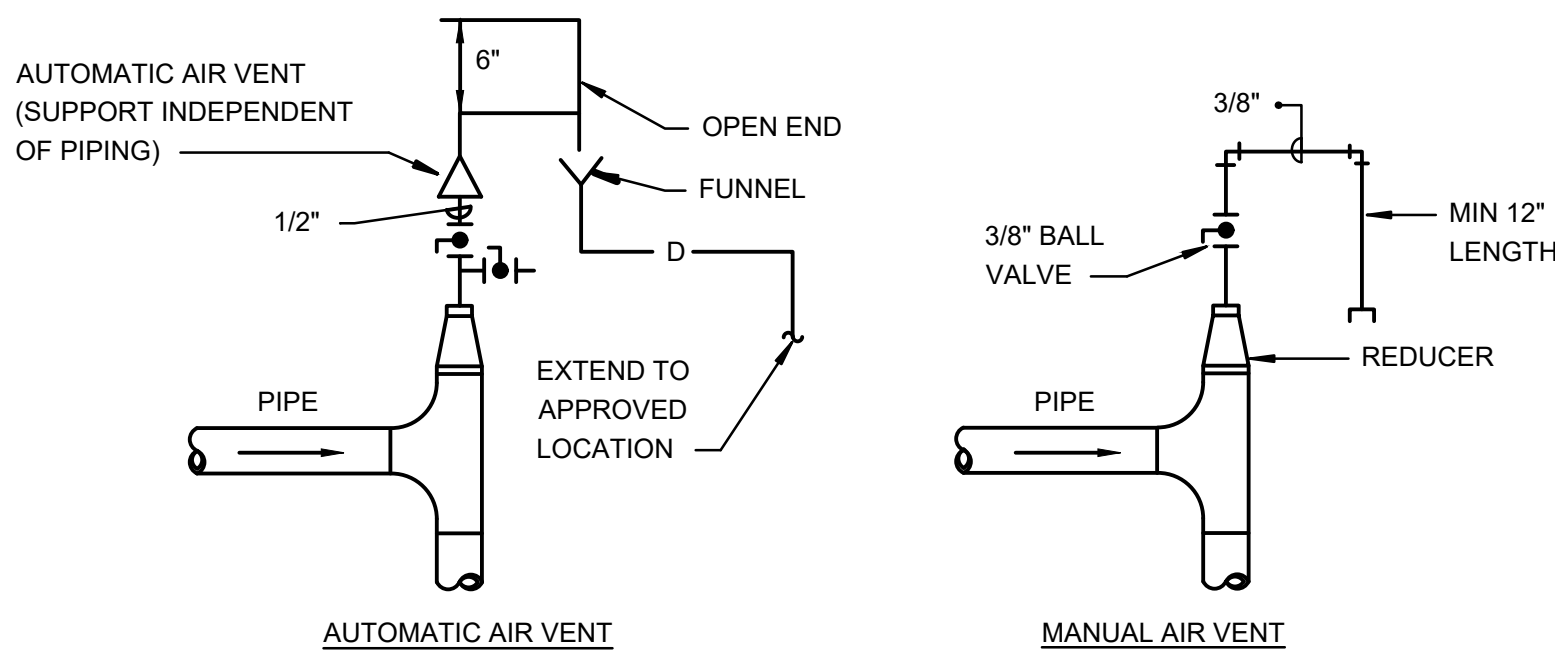 AUTOMATIC AIR VENT
(SUPPORT INDEPENDENT
OF PIPING)
6"
OPEN END
FUNNEL
1/2"
D
EXTEND TO
APPROVED
LOCATION
PIPE
AUTOMATIC AIR VENT
3/8"
MIN 12"
LENGTH
3/8" BALL
VALVE
REDUCER
PIPE
MANUAL AIR VENT